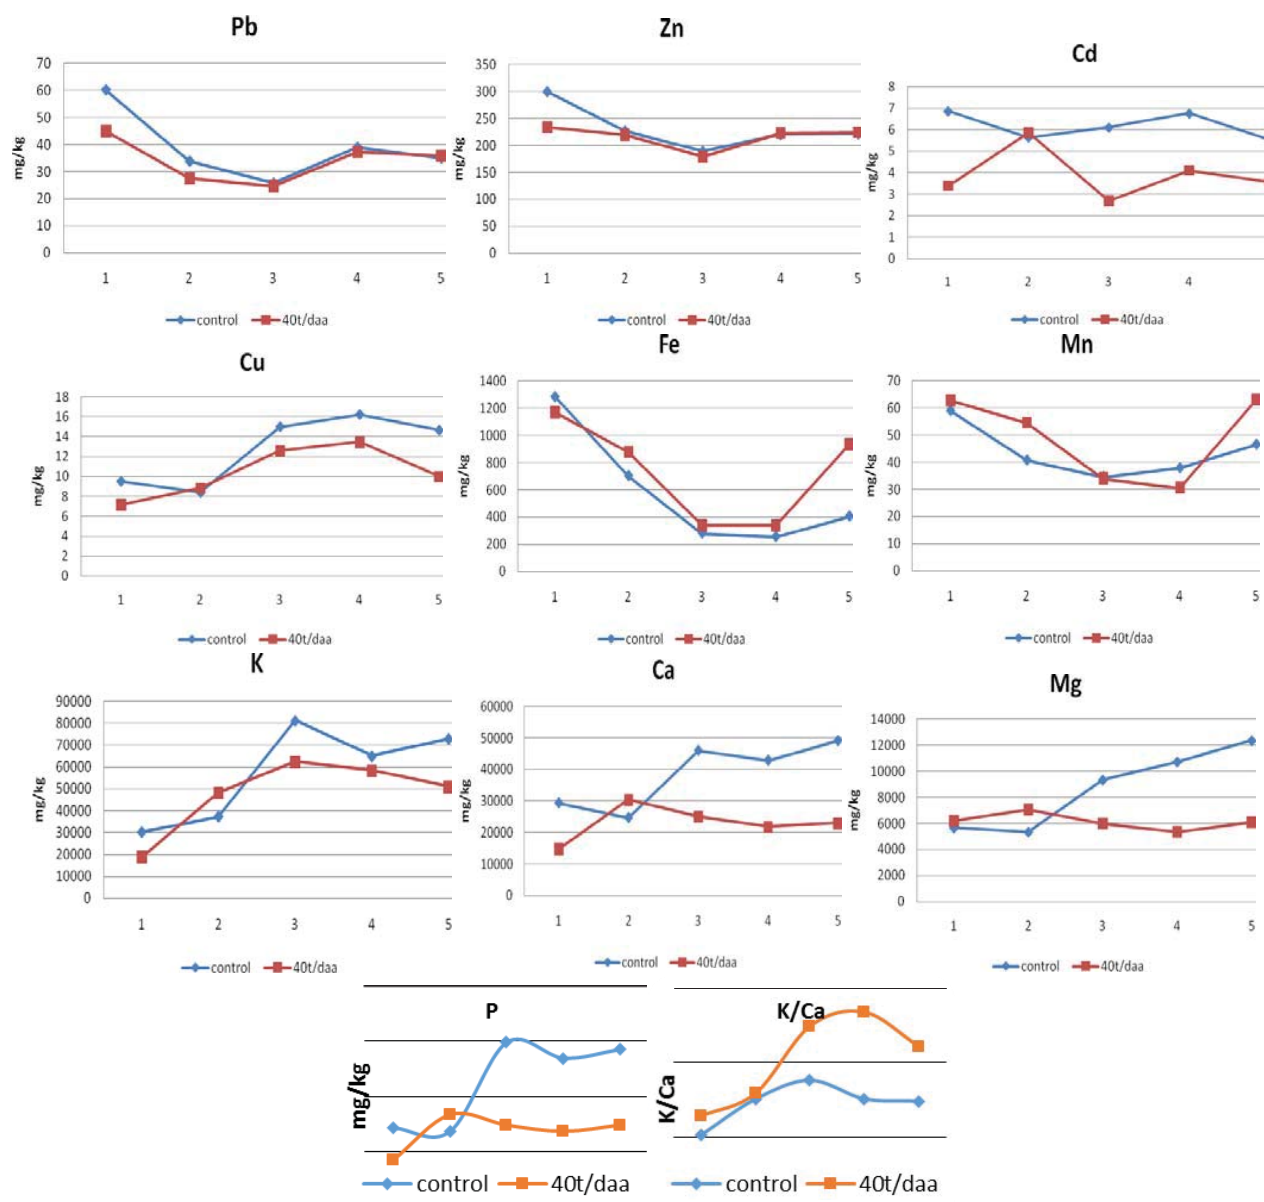 Pb
mg/kg
70
60
50
40
30
20
10
0
1 2 3 4 5
control 40t/daa
Zn
mg/kg
350
300
250
200
150
100
50
0
1 2 3 4 5
control 40t/daa
Cd
mg/kg
8
7
6
5
4
3
2
1
0
1 2 3 4
control 40t/daa
Cu
mg/kg
18
16
14
12
10
8
6
4
2
0
1 2 3 4 5
control 40t/daa
Fe
mg/kg
1400
1200
1000
800
600
400
200
0
1 2 3 4 5
control 40t/daa
Mn
mg/kg
70
60
50
40
30
20
10
0
1 2 3 4 5
control 40t/daa
K
mg/kg
90000
80000
70000
60000
50000
40000
30000
20000
10000
0
1 2 3 4 5
control 40t/daa
Ca
mg/kg
60000
50000
40000
30000
20000
10000
0
1 2 3 4 5
control 40t/daa
Mg
mg/kg
14000
12000
10000
8000
6000
4000
2000
0
1 2 3 4 5
control 40t/daa
P
mg/kg
control 40t/daa
K/Ca
K/Ca
control 40t/daa